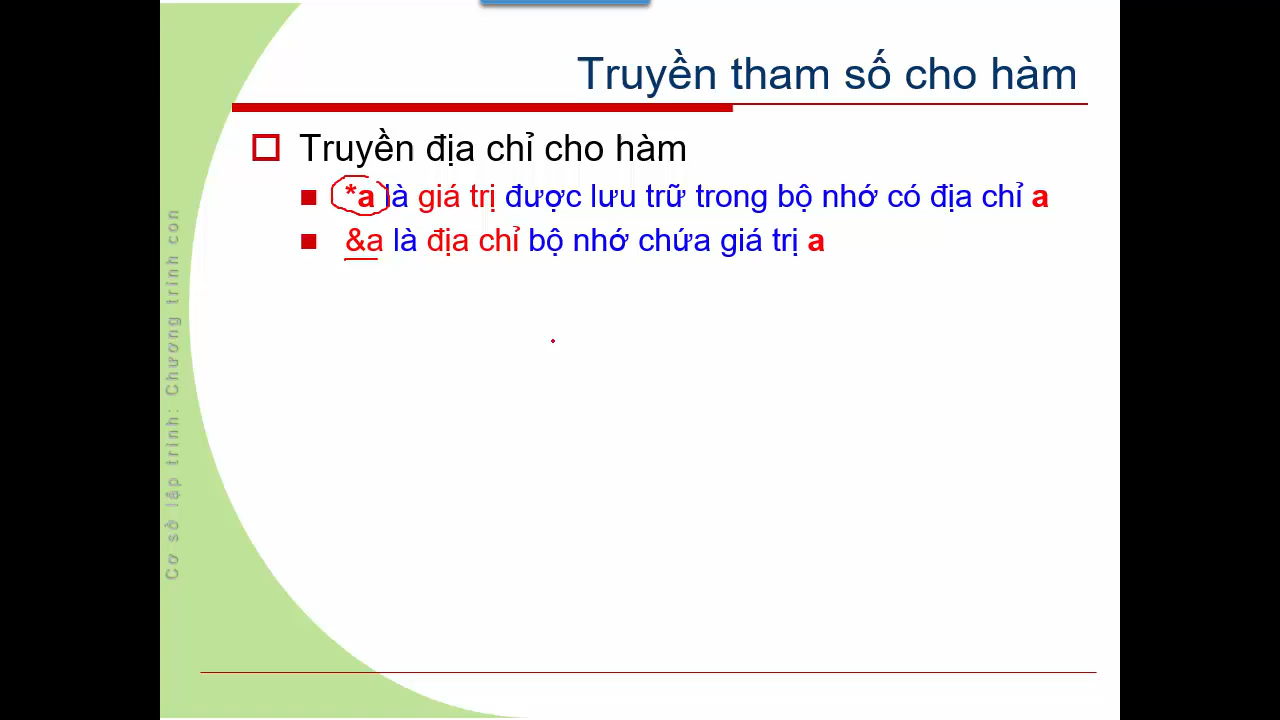 Truyền tham số cho hàm
Truyền địa chỉ cho hàm
*a là giá trị được lưu trữ trong bộ nhớ có địa chỉ a
&a là địa chỉ bộ nhớ chứa giá trị a
Cơ sở lập trình: Chương trình con